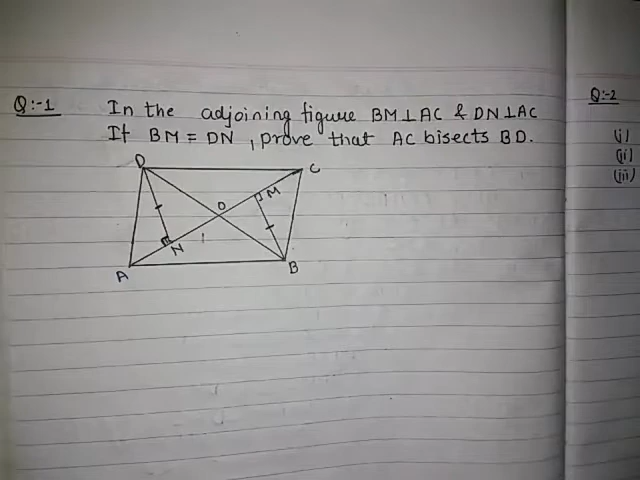 Q:-1 In the adjoining figure BM⊥AC & DN⊥AC
If BM = DN, prove that AC bisects BD.
D C
M
O
N
A B
Q:-2
(i)
(ii)
(iii)